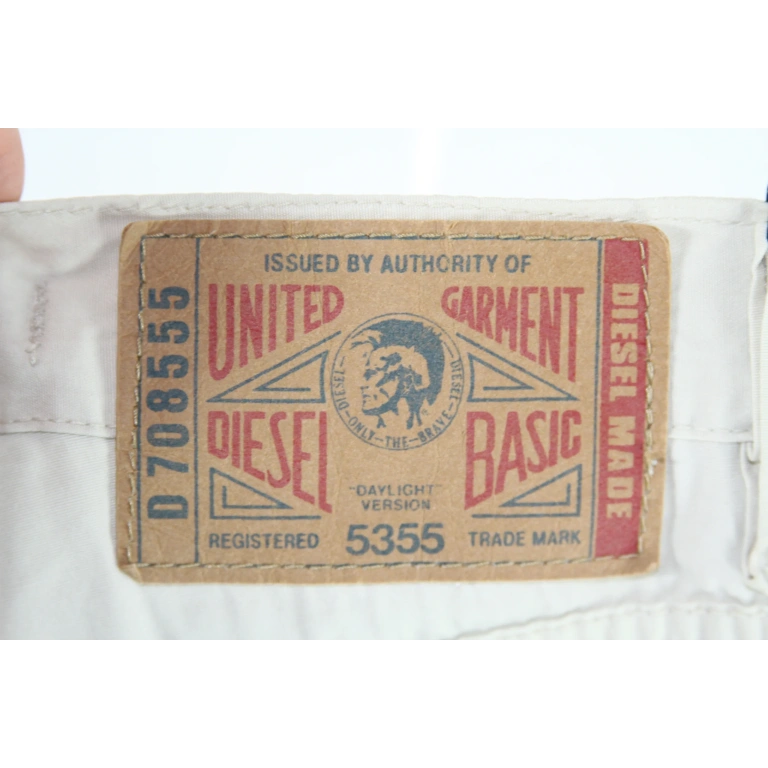 ISSUED BY AUTHORITY OF
UNITED GARMENT
DIESEL-ONLY-THE-BRAVE-DIESEL
DIESEL BASIC
"DAYLIGHT"
VERSION
REGISTERED 5355 TRADE MARK
D 708555
DIESEL MADE